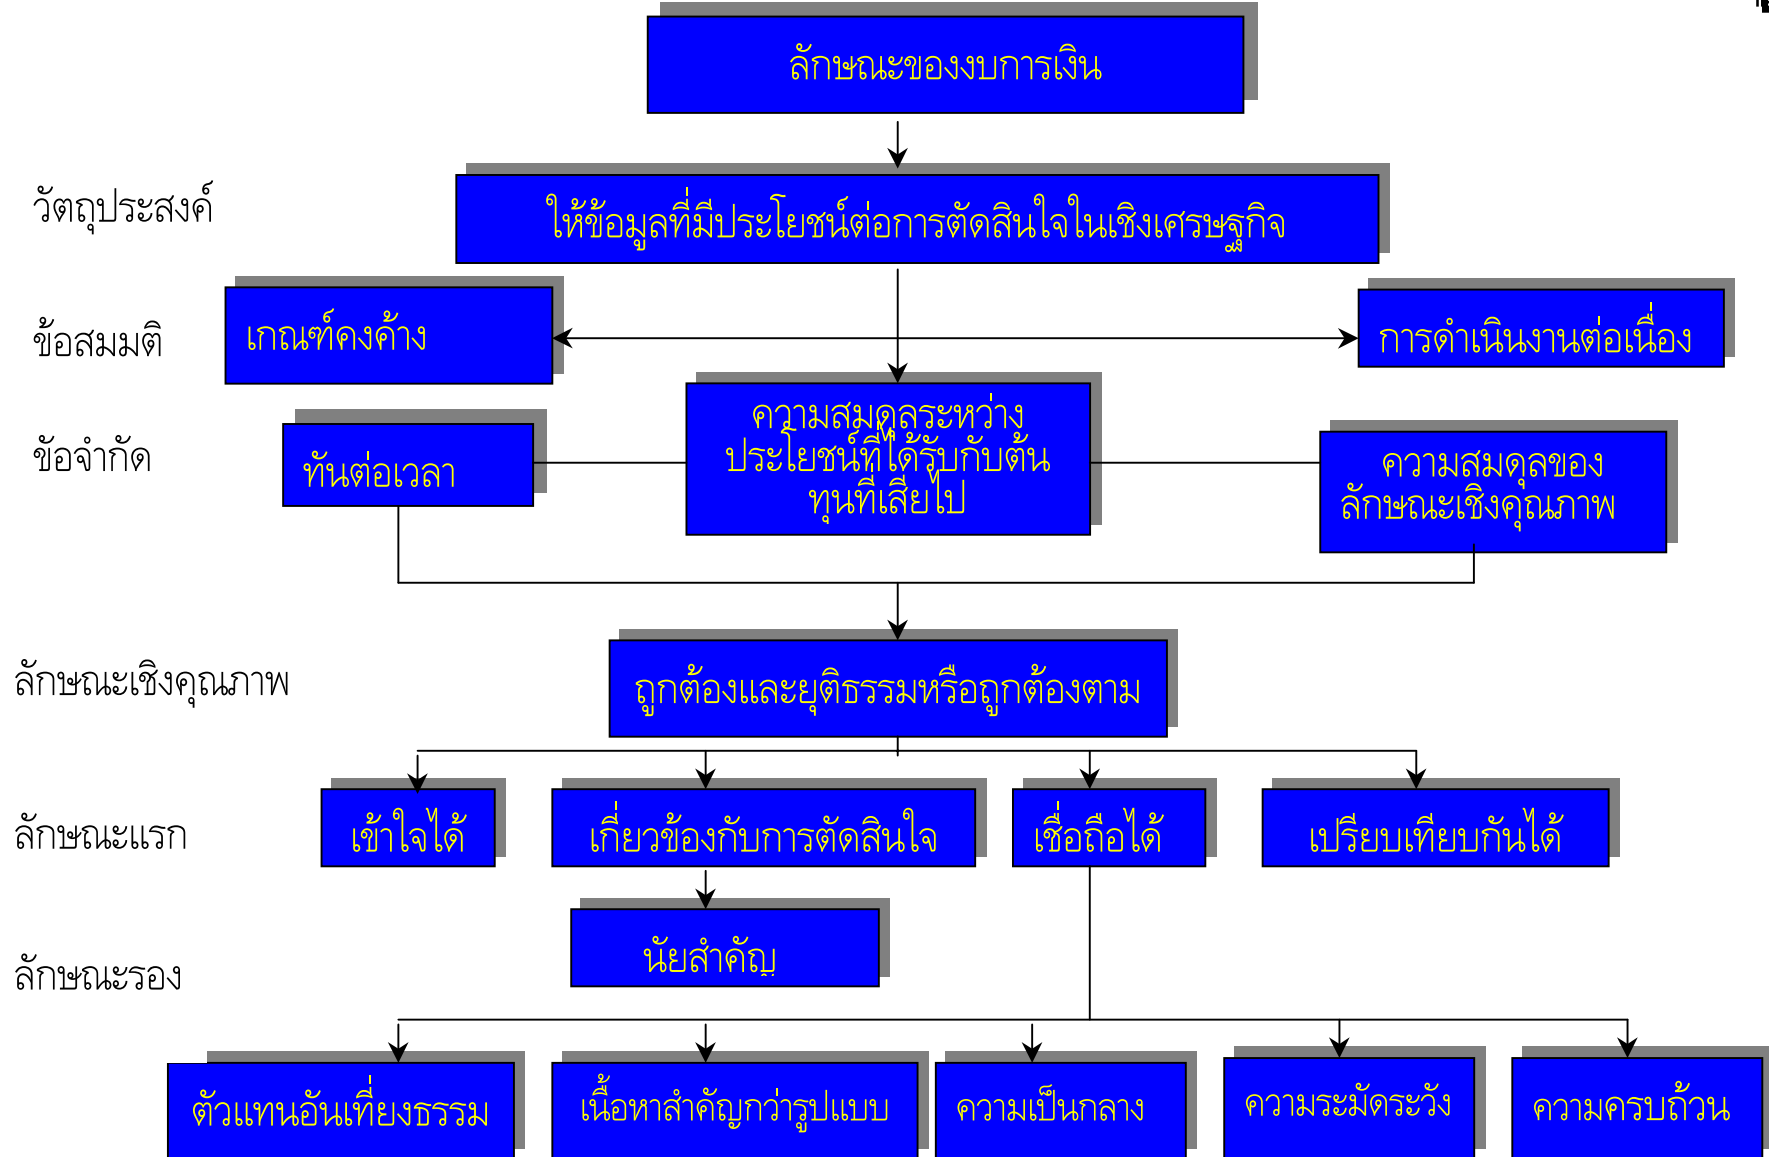 ลักษณะของงบการเงิน
วัตถุประสงค์
ให้ข้อมูลที่มีประโยชน์ต่อการตัดสินใจในเชิงเศรษฐกิจ
ข้อสมมติ
เกณฑ์คงค้าง
การดำเนินงานต่อเนื่อง
ข้อจำกัด
ทันต่อเวลา
ความสมดุลระหว่าง
ประโยชน์ที่ได้รับกับต้น
ทุนที่เสียไป
ความสมดุลของ
ลักษณะเชิงคุณภาพ
ลักษณะเชิงคุณภาพ
ถูกต้องและยุติธรรมหรือถูกต้องตาม
ลักษณะแรก
เข้าใจได้
เกี่ยวข้องกับการตัดสินใจ
เชื่อถือได้
เปรียบเทียบกันได้
ลักษณะรอง
นัยสำคัญ
ตัวแทนอันเที่ยงธรรม
เนื้อหาสำคัญกว่ารูปแบบ
ความเป็นกลาง
ความระมัดระวัง
ความครบถ้วน